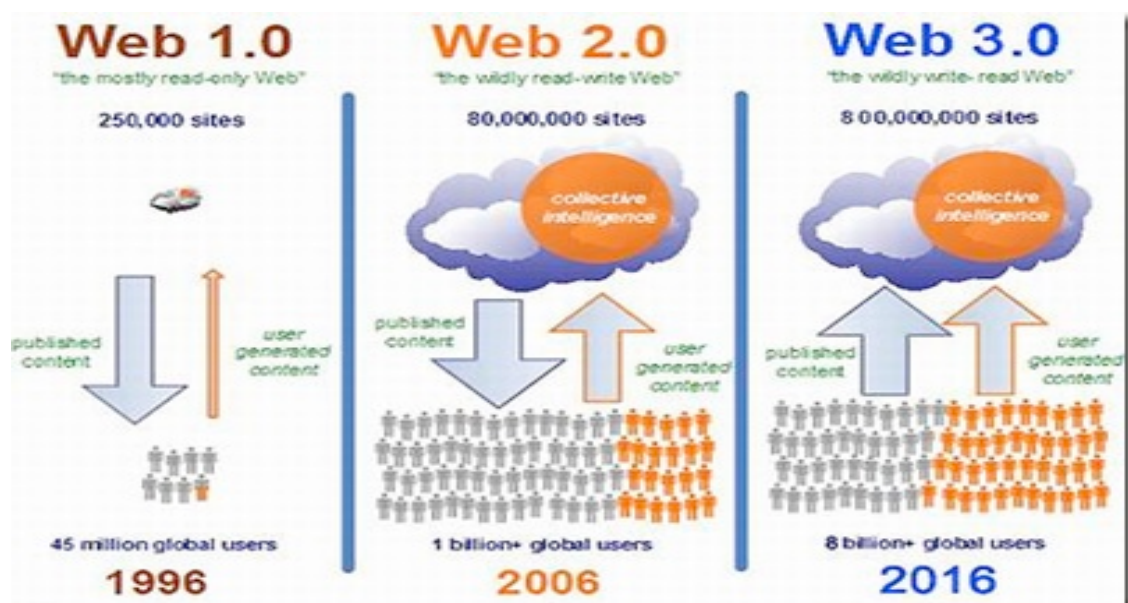 Web 1.0
"the mostly read-only Web"
250,000 sites
published
content
user
generated
content
45 million global users
1996
Web 2.0
"the wildly read-write Web"
80,000,000 sites
collective
intelligence
published
content
user
generated
content
1 billion+ global users
2006
Web 3.0
"the wildly write- read Web"
800,000,000 sites
collective
intelligence
published
content
user
generated
content
8 billion+ global users
2016